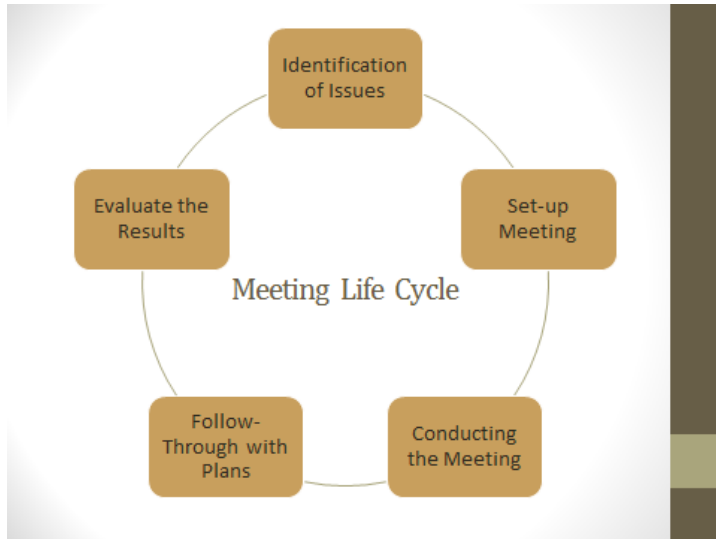 Identification
of Issues
Set-up
Meeting
Conducting
the Meeting
Follow-
Through with
Plans
Evaluate the
Results
Meeting Life Cycle